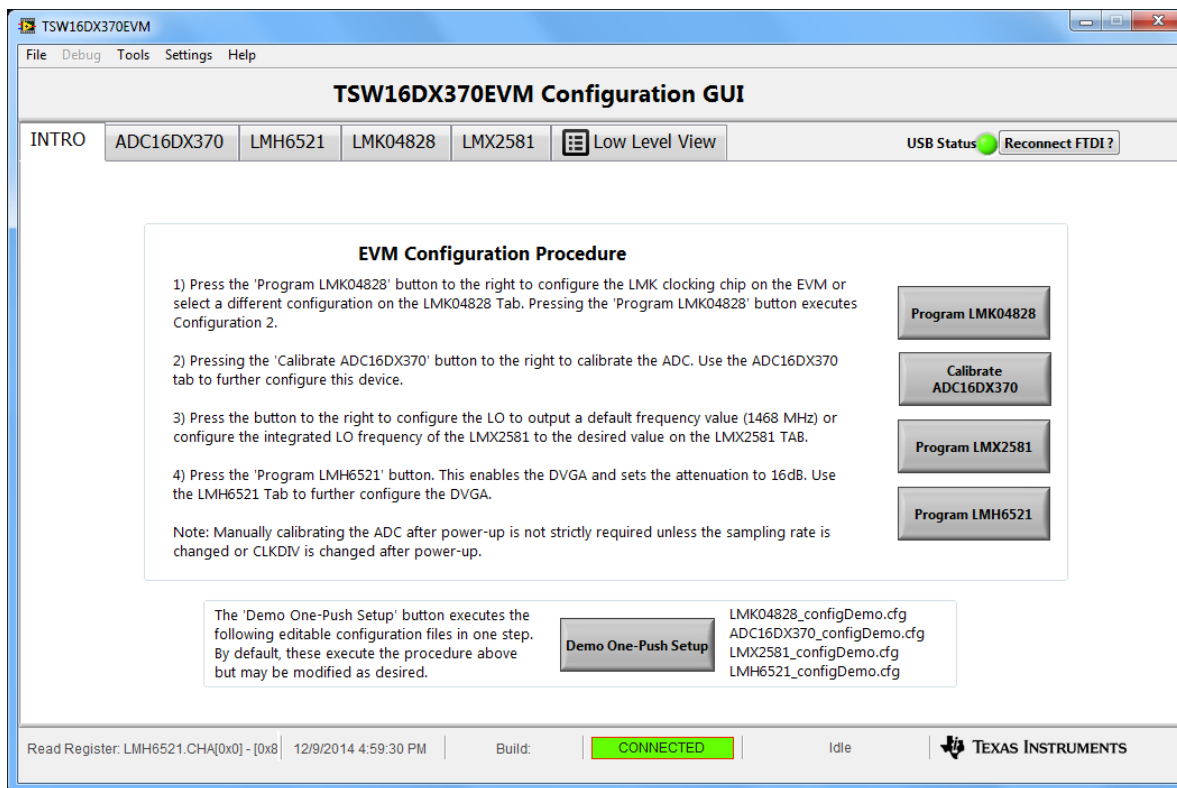 TSW16DX370EVM
File Debug Tools Settings Help
TSW16DX370EVM Configuration GUI
INTRO ADC16DX370 LMH6521 LMK04828 LMX2581 Low Level View USB Status Reconnect FTDI ?
EVM Configuration Procedure
1) Press the 'Program LMK04828' button to the right to configure the LMK clocking chip on the EVM or
select a different configuration on the LMK04828 Tab. Pressing the 'Program LMK04828' button executes
Configuration 2.
Program LMK04828
2) Pressing the 'Calibrate ADC16DX370' button to the right to calibrate the ADC. Use the ADC16DX370
tab to further configure this device.
Calibrate
ADC16DX370
3) Press the button to the right to configure the LO to output a default frequency value (1468 MHz) or
configure the integrated LO frequency of the LMX2581 to the desired value on the LMX2581 TAB.
Program LMX2581
4) Press the 'Program LMH6521' button. This enables the DVGA and sets the attenuation to 16dB. Use
the LMH6521 Tab to further configure the DVGA.
Program LMH6521
Note: Manually calibrating the ADC after power-up is not strictly required unless the sampling rate is
changed or CLKDIV is changed after power-up.
The 'Demo One-Push Setup' button executes the
following editable configuration files in one step.
By default, these execute the procedure above
but may be modified as desired.
Demo One-Push Setup
LMK04828_configDemo.cfg
ADC16DX370_configDemo.cfg
LMX2581_configDemo.cfg
LMH6521_configDemo.cfg
Read Register: LMH6521.CHA[0x0] - [0x8 12/9/2014 4:59:30 PM Build: CONNECTED Idle TEXAS INSTRUMENTS